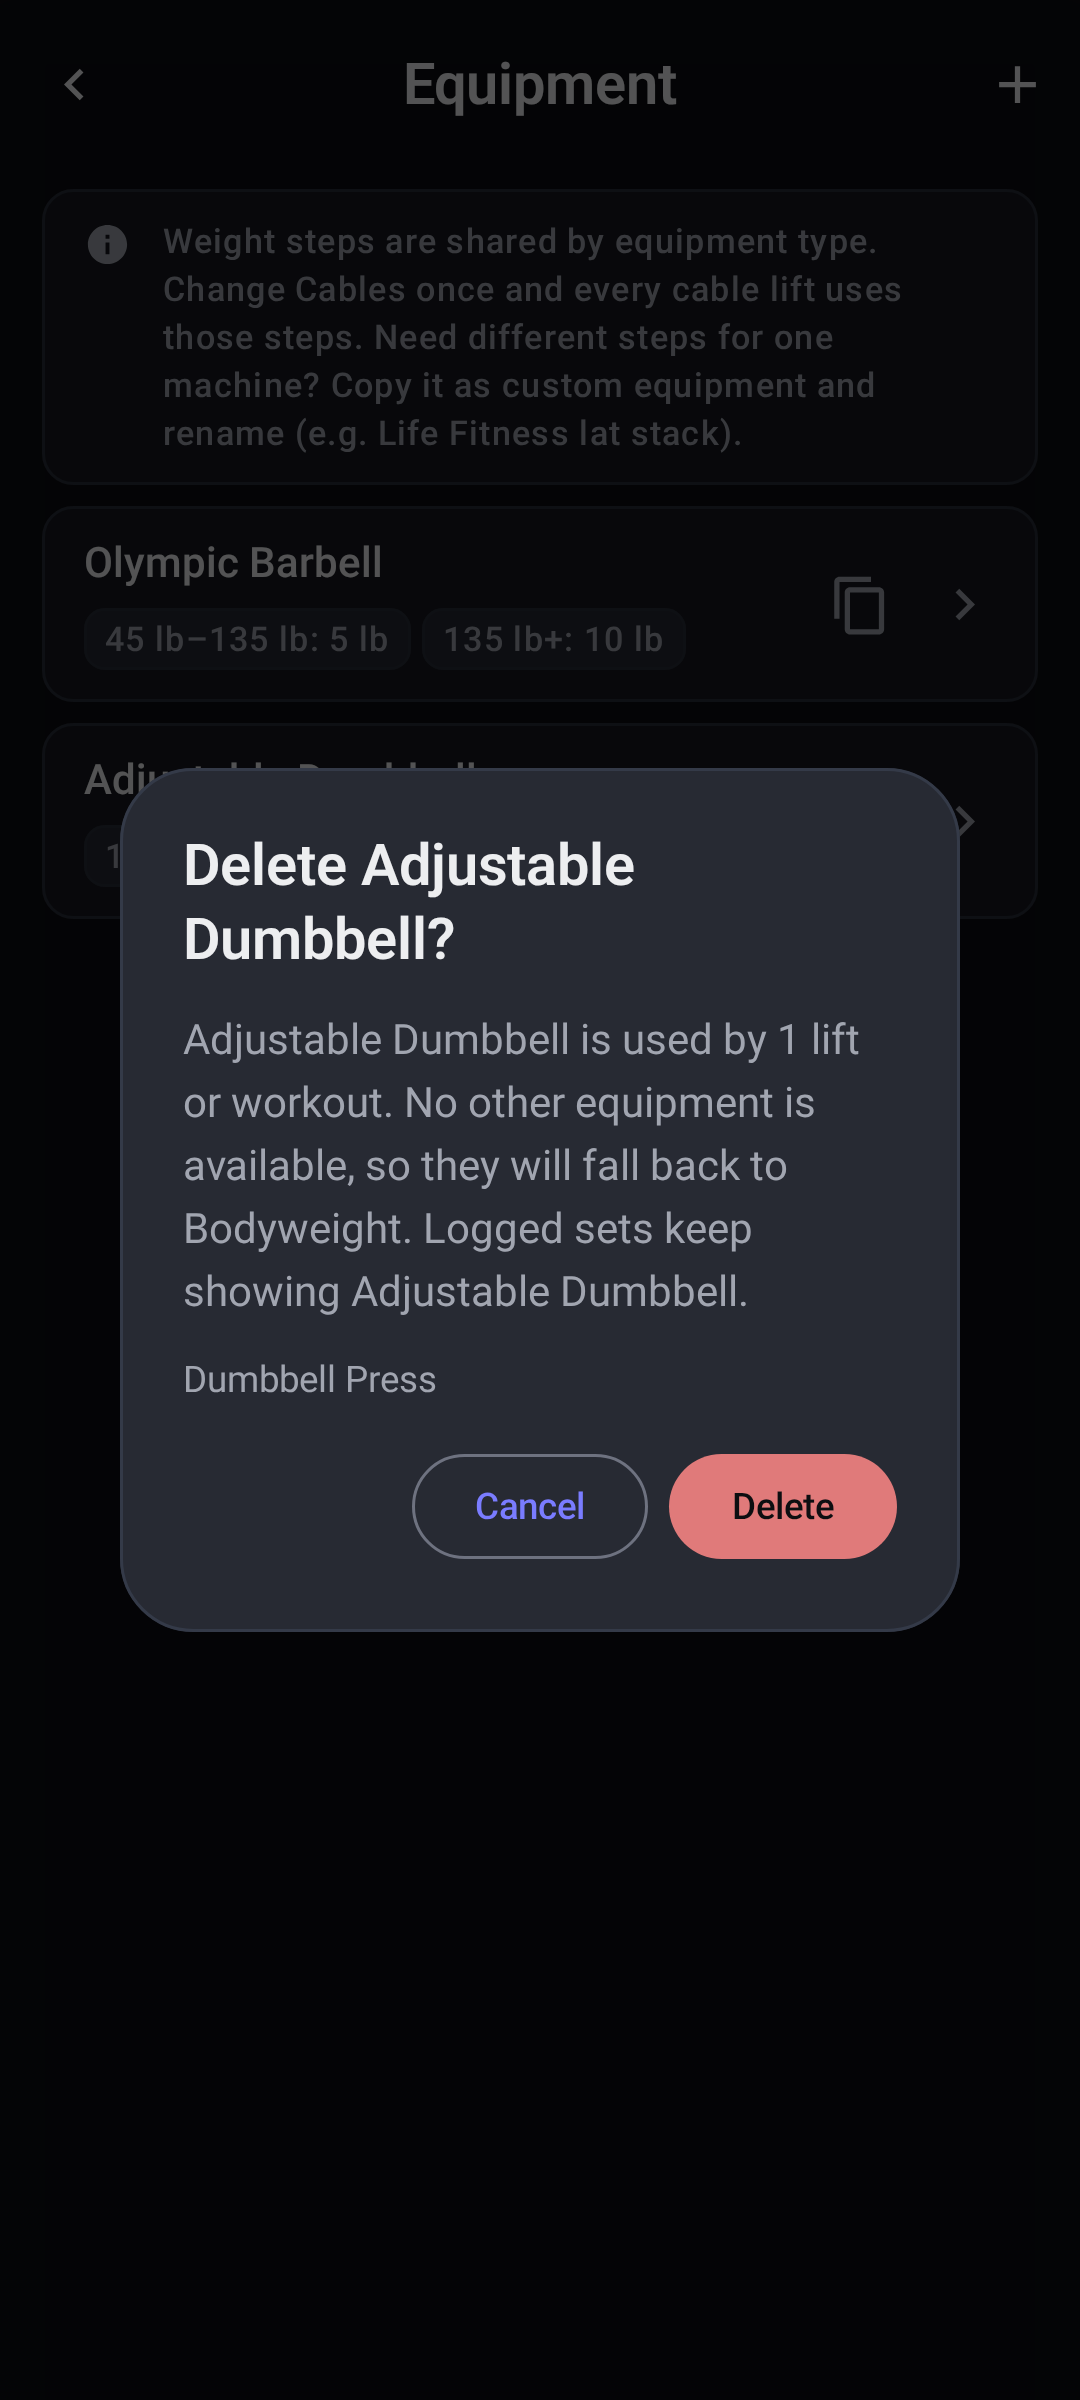 Equipment
Weight steps are shared by equipment type.
Change Cables once and every cable lift uses
those steps. Need different steps for one
machine? Copy it as custom equipment and
rename (e.g. Life Fitness lat stack).
Olympic Barbell
45 lb–135 lb: 5 lb
135 lb+: 10 lb
Delete Adjustable
Dumbbell?
Adjustable Dumbbell is used by 1 lift
or workout. No other equipment is
available, so they will fall back to
Bodyweight. Logged sets keep
showing Adjustable Dumbbell.
Dumbbell Press
Cancel
Delete